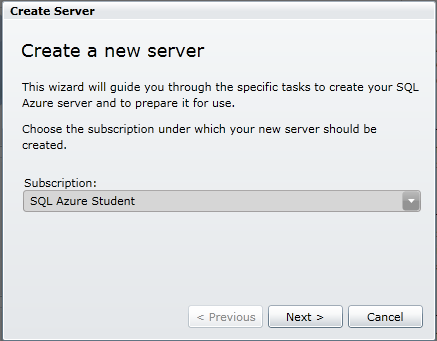 Create Server
Create a new server
This wizard will guide you through the specific tasks to create your SQL
Azure server and to prepare it for use.
Choose the subscription under which your new server should be
created.
Subscription:
SQL Azure Student
< Previous
Next >
Cancel